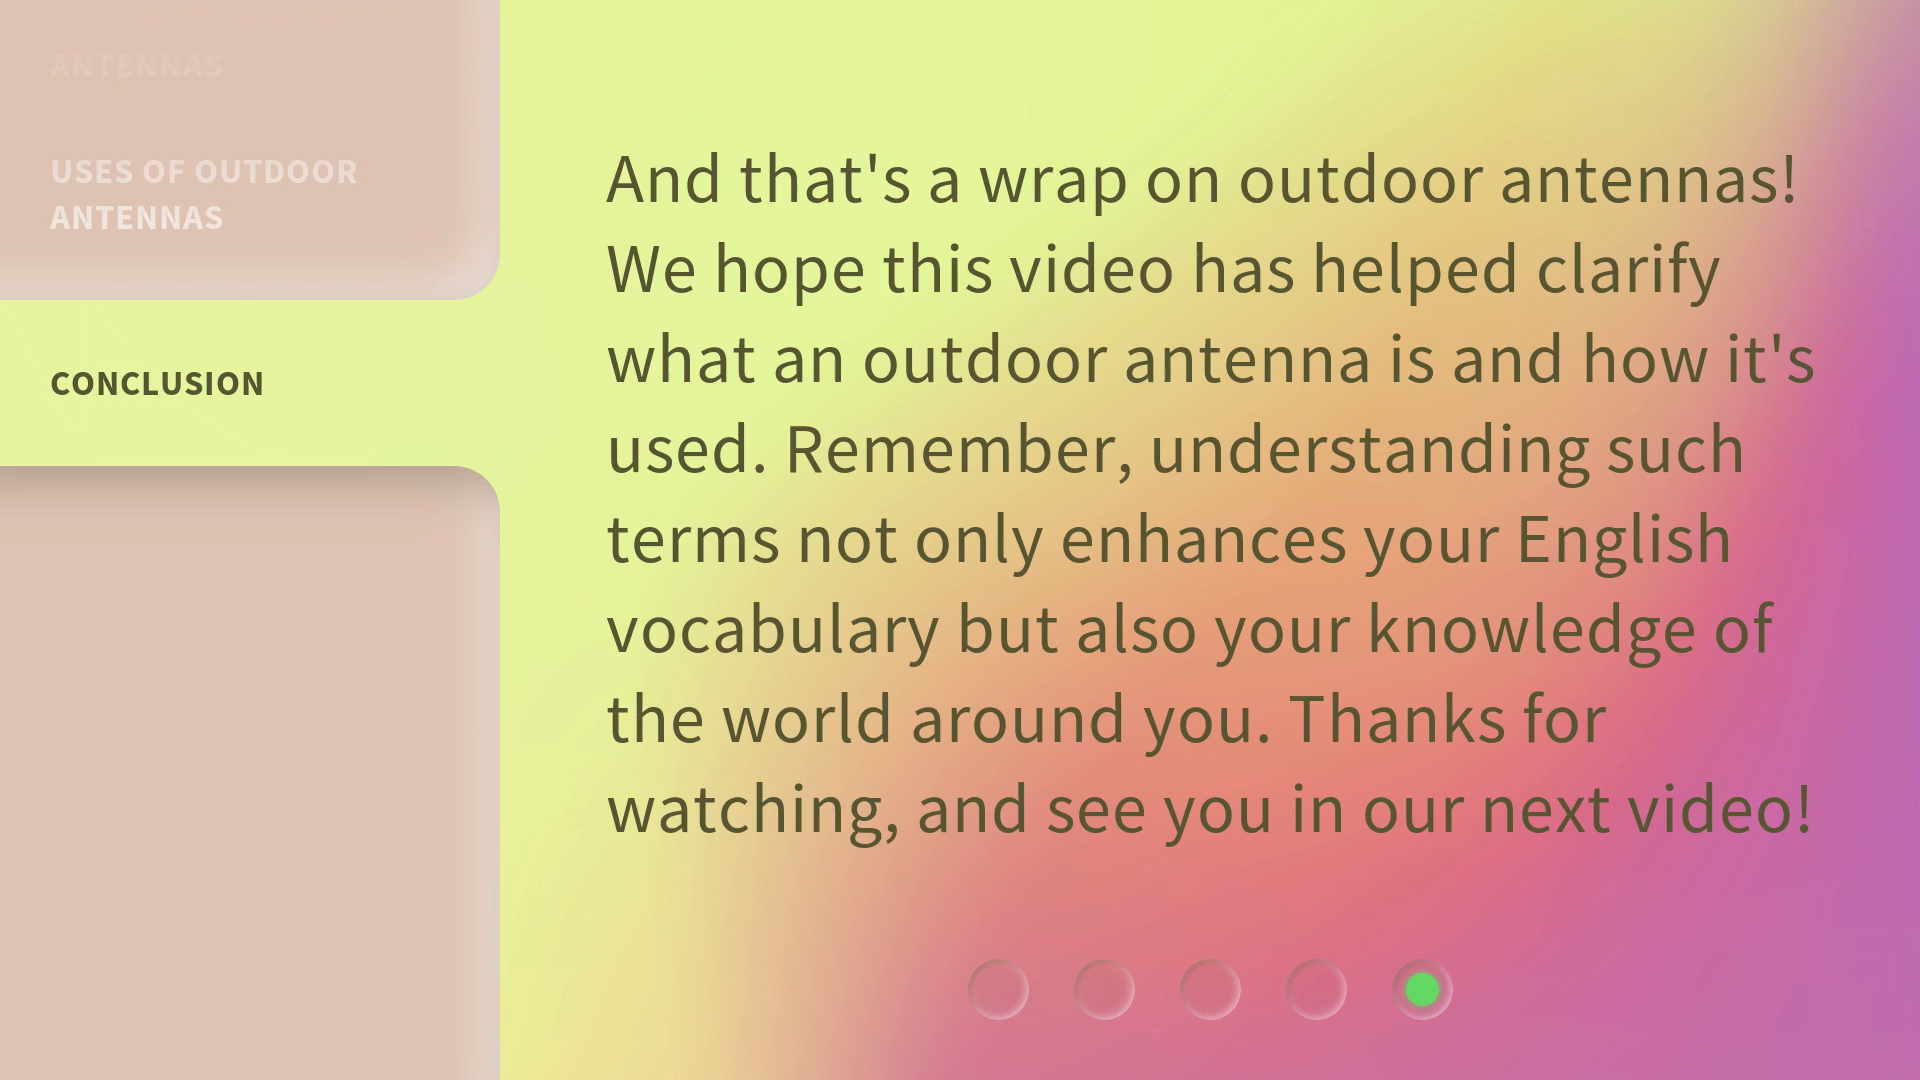 ANTENNAS
USES OF OUTDOOR
ANTENNAS
CONCLUSION
And that's a wrap on outdoor antennas!
We hope this video has helped clarify
what an outdoor antenna is and how it's
used. Remember, understanding such
terms not only enhances your English
vocabulary but also your knowledge of
the world around you. Thanks for
watching, and see you in our next video!